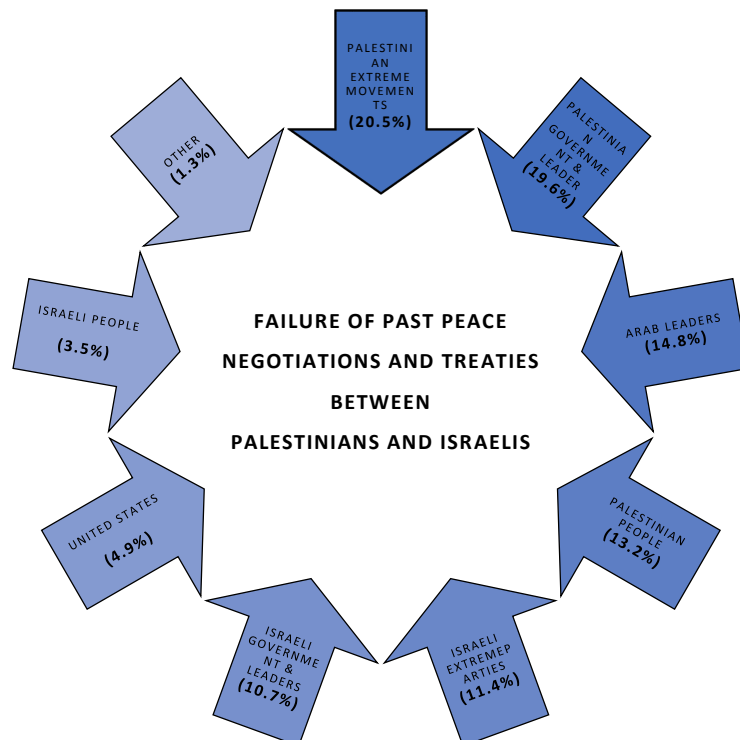 PALESTINI
AN
EXTREME
MOVEMEN
TS
(20.5%)
PALESTINIA
N
GOVERNME
NT &
LEADER
(19.6%)
ARAB LEADERS
(14.8%)
PALESTINIAN
PEOPLE
(13.2%)
ISRAELI
EXTREMEP
ARTIES
(11.4%)
ISRAELI
GOVERNME
NT &
LEADERS
(10.7%)
UNITED STATES
(4.9%)
ISRAELI PEOPLE
(3.5%)
OTHER
(1.3%)
FAILURE OF PAST PEACE
NEGOTIATIONS AND TREATIES
BETWEEN
PALESTINIANS AND ISRAELIS